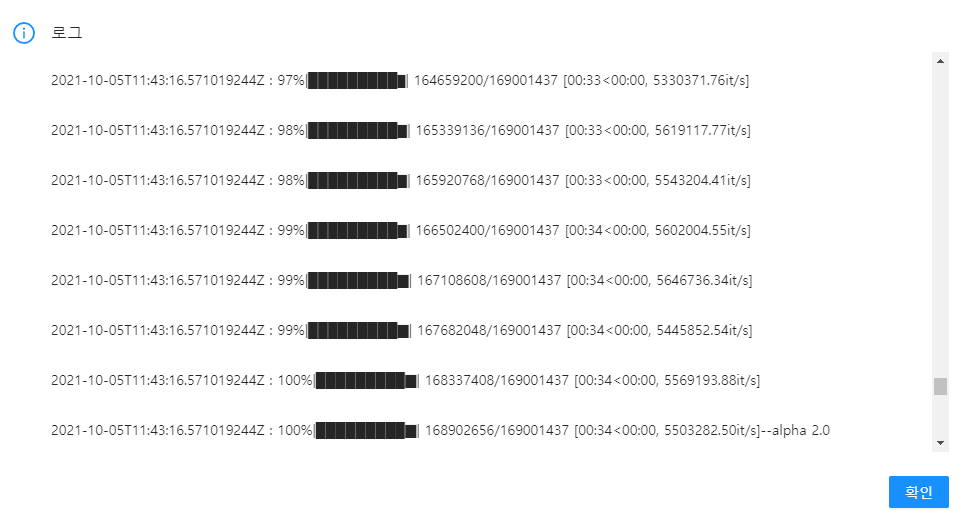 로그
2021-10-05T11:43:16.571019244Z : 97%|█████████▋| 164659200/169001437 [00:33<00:00, 5330371.76it/s]
2021-10-05T11:43:16.571019244Z : 98%|█████████▊| 165339136/169001437 [00:33<00:00, 5619117.77it/s]
2021-10-05T11:43:16.571019244Z : 98%|█████████▊| 165920768/169001437 [00:33<00:00, 5543204.41it/s]
2021-10-05T11:43:16.571019244Z : 99%|█████████▊| 166502400/169001437 [00:34<00:00, 5602004.55it/s]
2021-10-05T11:43:16.571019244Z : 99%|█████████▉| 167108608/169001437 [00:34<00:00, 5646736.34it/s]
2021-10-05T11:43:16.571019244Z : 99%|█████████▉| 167682048/169001437 [00:34<00:00, 5445852.54it/s]
2021-10-05T11:43:16.571019244Z : 100%|█████████▉| 168337408/169001437 [00:34<00:00, 5569193.88it/s]
2021-10-05T11:43:16.571019244Z : 100%|█████████▉| 168902656/169001437 [00:34<00:00, 5503282.50it/s]--alpha 2.0
확인